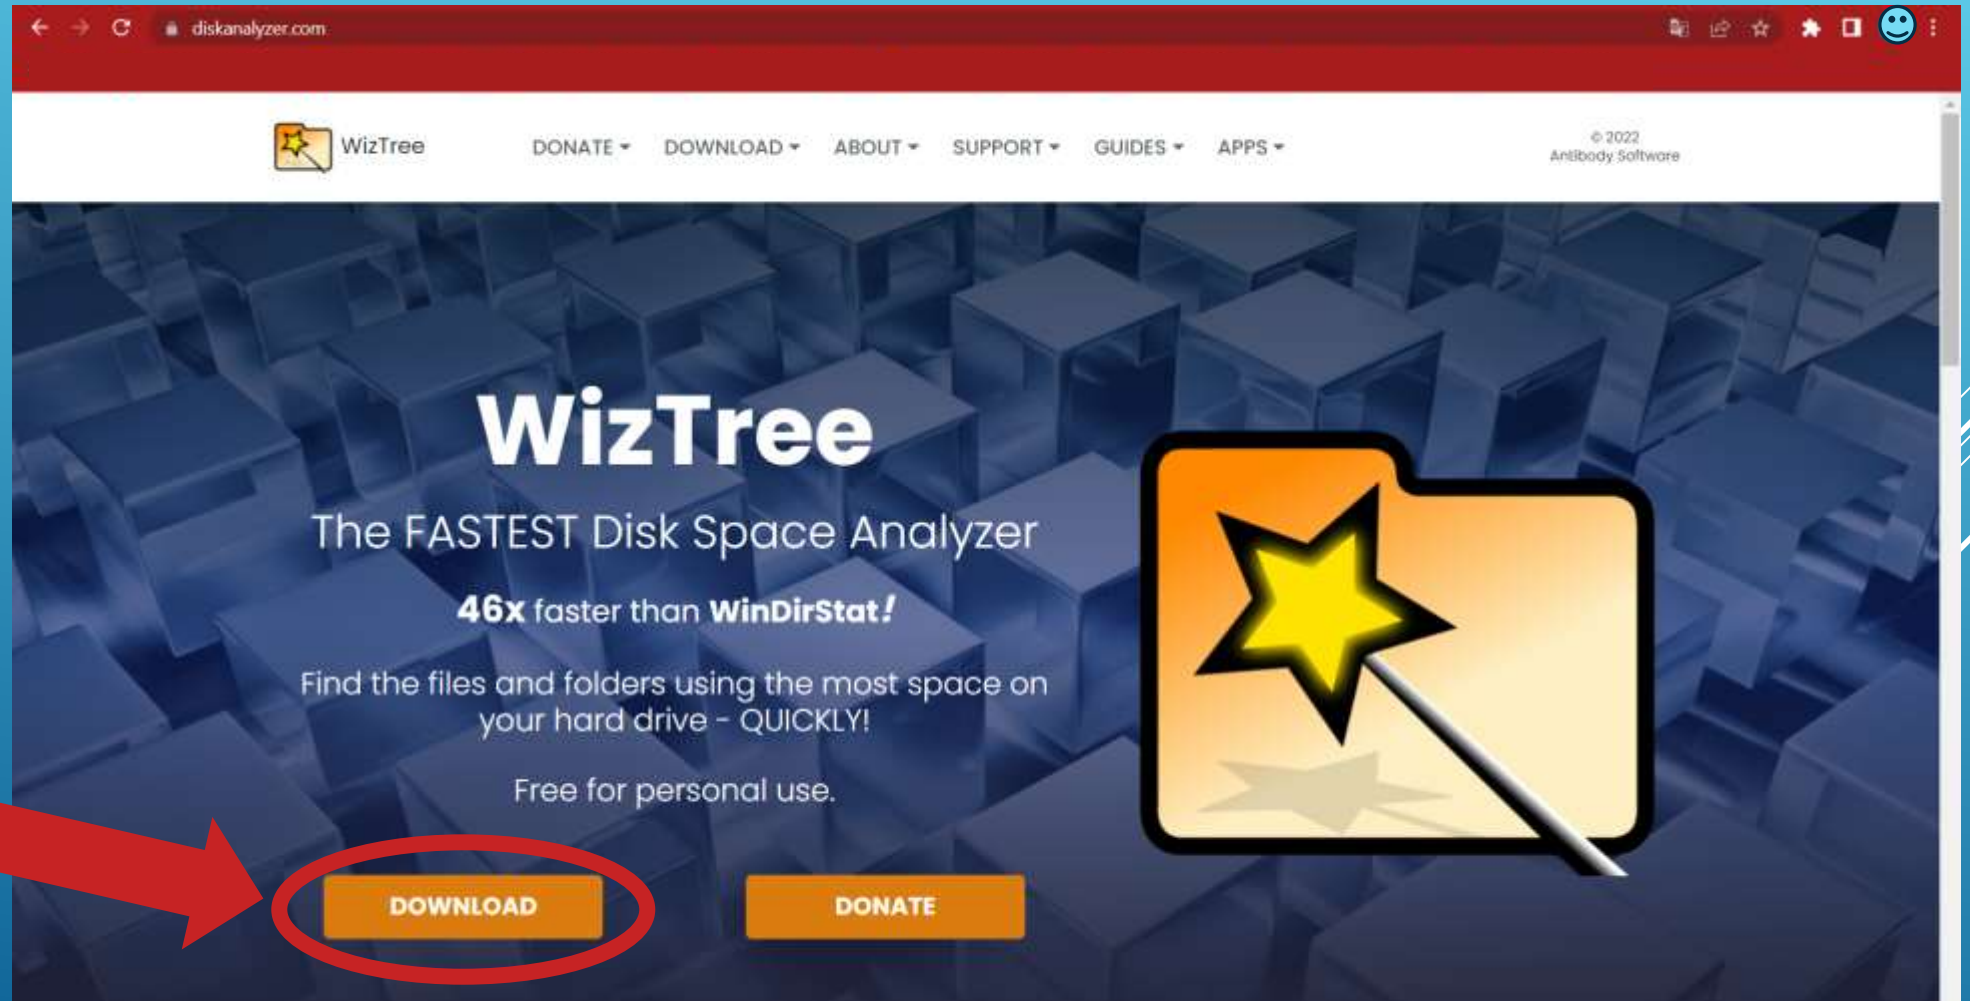 diskanalyzer.com
WizTree
DONATE
DOWNLOAD
ABOUT
SUPPORT
GUIDES
APPS
© 2022
Antibody Software
WizTree
The FASTEST Disk Space Analyzer
46x faster than WinDirStat!
Find the files and folders using the most space on
your hard drive - QUICKLY!
Free for personal use.
DOWNLOAD
DONATE